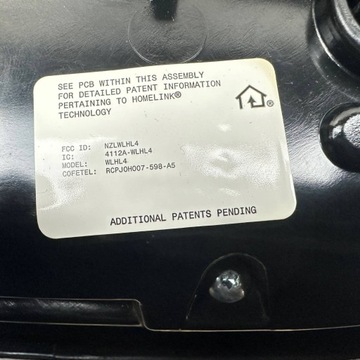 SEE PCB WITHIN THIS ASSEMBLY
FOR DETAILED PATENT INFORMATION
PERTAINING TO HOMELINK®
TECHNOLOGY
FCC ID: NZLWLHL4
IC: 4112A-WLHL4
MODEL: WLHL4
COFETEL: RCPJOHO07-598-A5
ADDITIONAL PATENTS PENDING